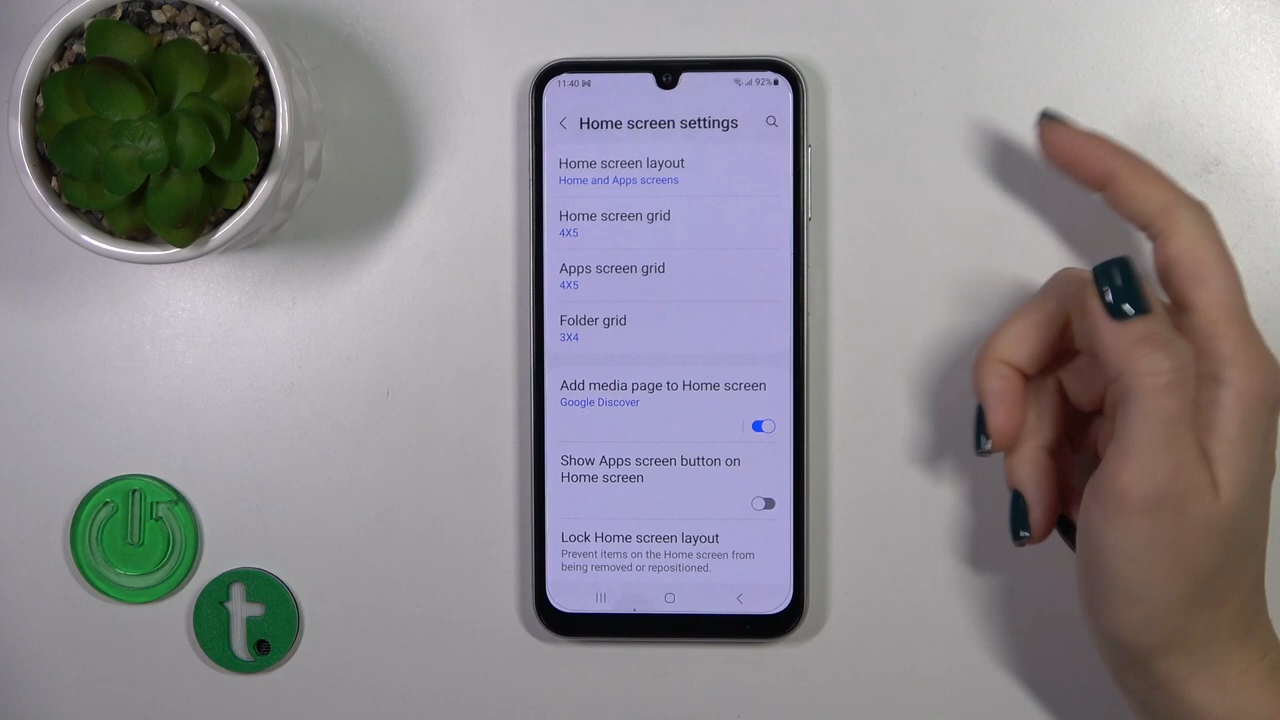 11:40
92%
Home screen settings
Home screen layout
Home and Apps screens
Home screen grid
4X5
Apps screen grid
4X5
Folder grid
3X4
Add media page to Home screen
Google Discover
Show Apps screen button on
Home screen
Lock Home screen layout
Prevent items on the Home screen from
being removed or repositioned.
t